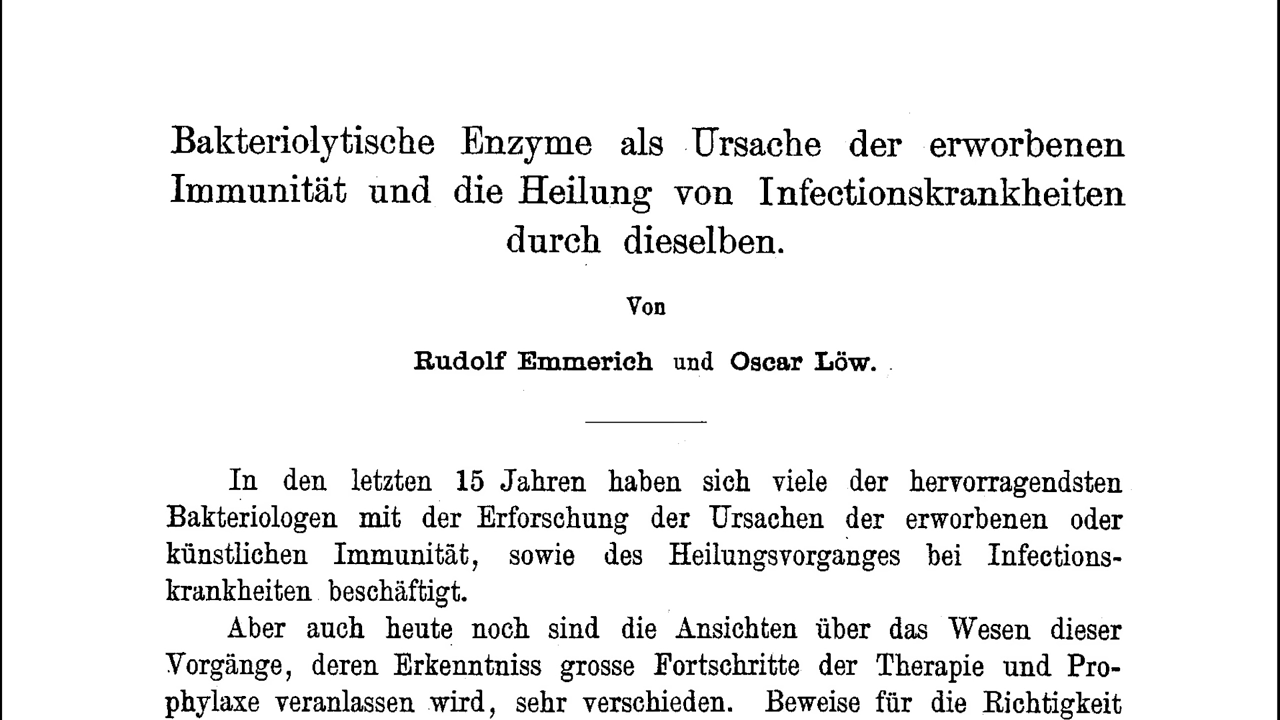 Bakteriolytische Enzyme als Ursache der erworbenen
Immunität und die Heilung von Infectionskrankheiten
durch dieselben.
Von
Rudolf Emmerich und Oscar Löw.
In den letzten 15 Jahren haben sich viele der hervorragendsten
Bakteriologen mit der Erforschung der Ursachen der erworbenen oder
künstlichen Immunität, sowie des Heilungsvorganges bei Infections-
krankheiten beschäftigt.
Aber auch heute noch sind die Ansichten über das Wesen dieser
Vorgänge, deren Erkenntniss grosse Fortschritte der Therapie und Pro-
phylaxe veranlassen wird, sehr verschieden. Beweise für die Richtigkeit